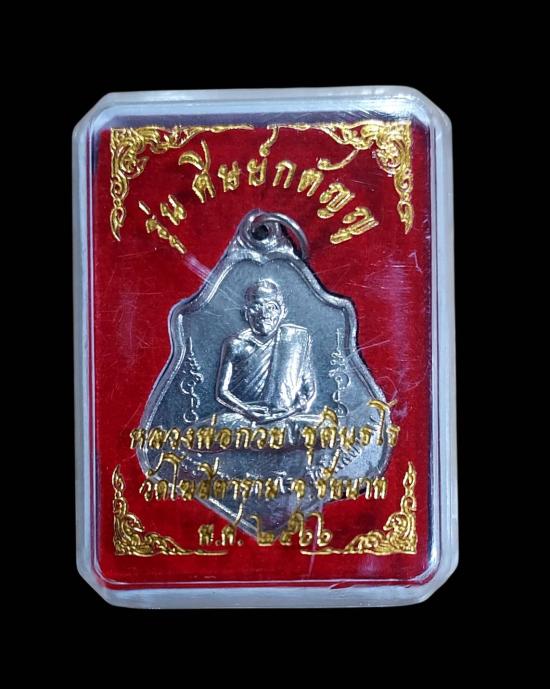 รุ่น ศิษย์กตัญญู
หลวงพ่อกวย ชุตินธโร
วัดโฆสิตาราม จ.ชัยนาท
พ.ศ. ๒๕๖๖